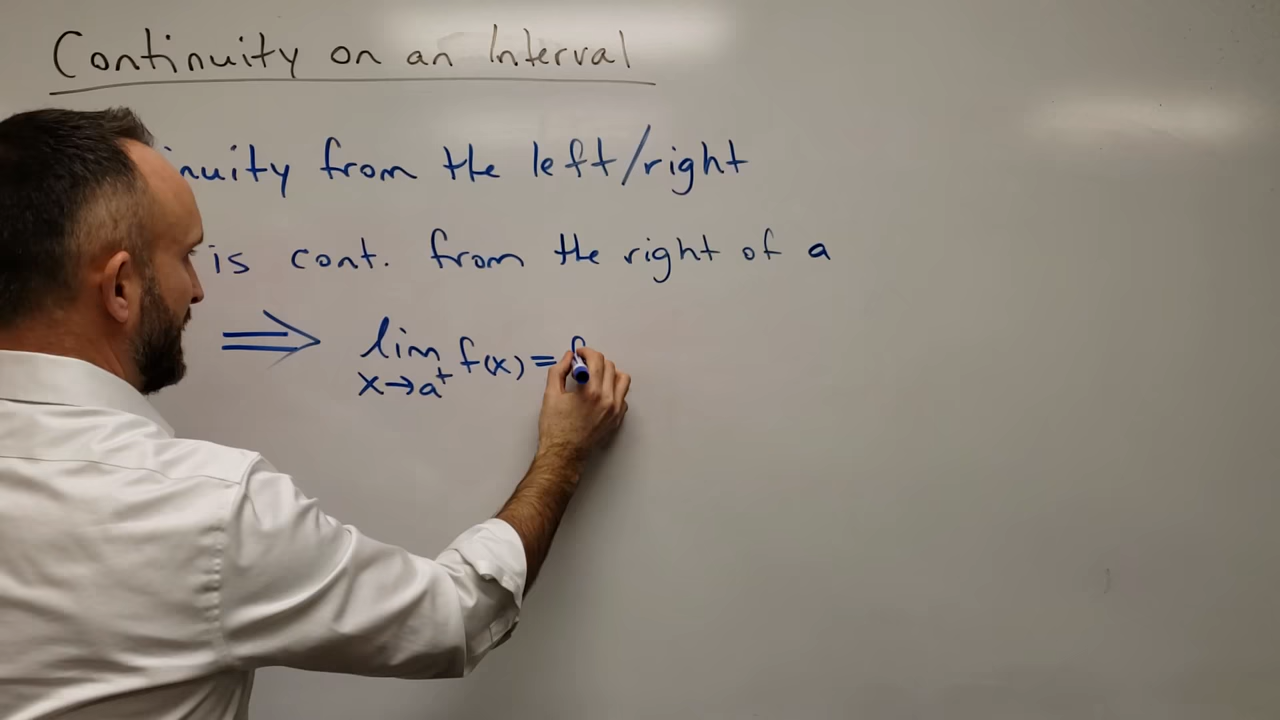 Continuity on an Interval
nuity from the left/right
is cont. from the right of a
⟹ lim f(x) = f
x→a⁺